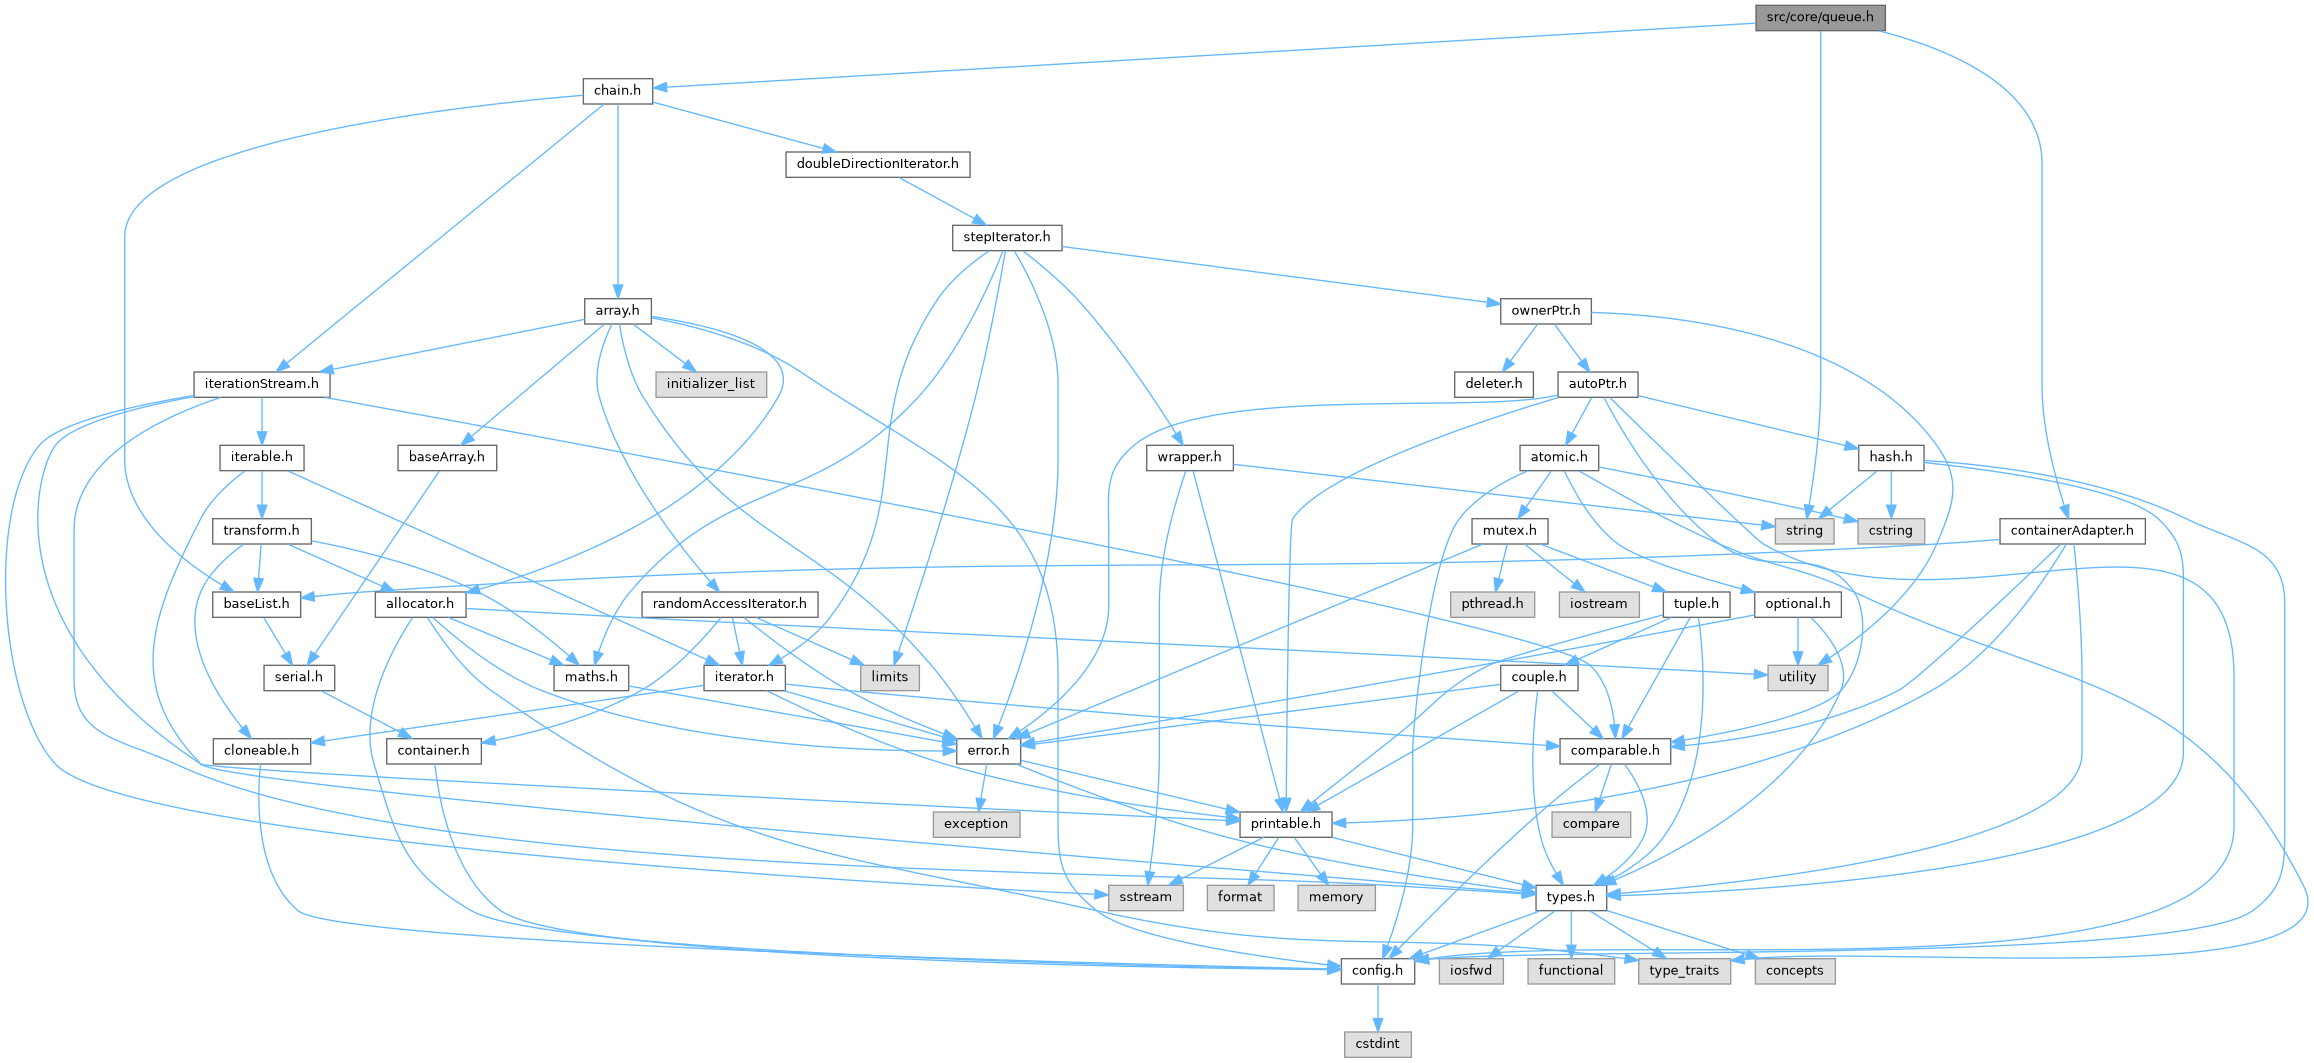 src/core/queue.h
chain.h
doubleDirectionIterator.h
stepIterator.h
array.h
ownerPtr.h
iterationStream.h
initializer_list
deleter.h
autoPtr.h
iterable.h
baseArray.h
wrapper.h
atomic.h
hash.h
transform.h
mutex.h
string
cstring
containerAdapter.h
baseList.h
allocator.h
randomAccessIterator.h
pthread.h
iostream
tuple.h
optional.h
serial.h
maths.h
iterator.h
limits
couple.h
utility
cloneable.h
container.h
error.h
comparable.h
exception
printable.h
compare
sstream
format
memory
types.h
config.h
iosfwd
functional
type_traits
concepts
cstdint